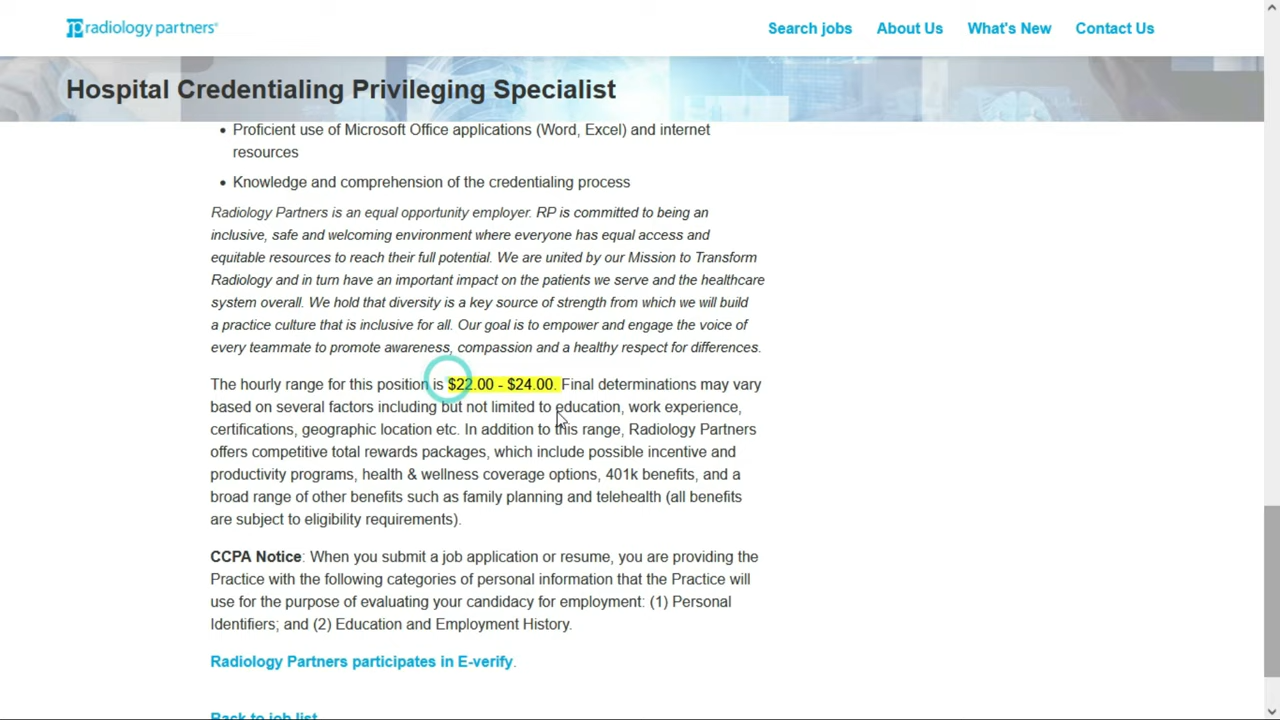 radiology partners®
Search jobs
About Us
What's New
Contact Us
Hospital Credentialing Privileging Specialist
• Proficient use of Microsoft Office applications (Word, Excel) and internet
resources
• Knowledge and comprehension of the credentialing process
Radiology Partners is an equal opportunity employer. RP is committed to being an
inclusive, safe and welcoming environment where everyone has equal access and
equitable resources to reach their full potential. We are united by our Mission to Transform
Radiology and in turn have an important impact on the patients we serve and the healthcare
system overall. We hold that diversity is a key source of strength from which we will build
a practice culture that is inclusive for all. Our goal is to empower and engage the voice of
every teammate to promote awareness, compassion and a healthy respect for differences.
The hourly range for this position is $22.00 - $24.00. Final determinations may vary
based on several factors including but not limited to education, work experience,
certifications, geographic location etc. In addition to this range, Radiology Partners
offers competitive total rewards packages, which include possible incentive and
productivity programs, health & wellness coverage options, 401k benefits, and a
broad range of other benefits such as family planning and telehealth (all benefits
are subject to eligibility requirements).
CCPA Notice: When you submit a job application or resume, you are providing the
Practice with the following categories of personal information that the Practice will
use for the purpose of evaluating your candidacy for employment: (1) Personal
Identifiers; and (2) Education and Employment History.
Radiology Partners participates in E-verify.
Back to job list